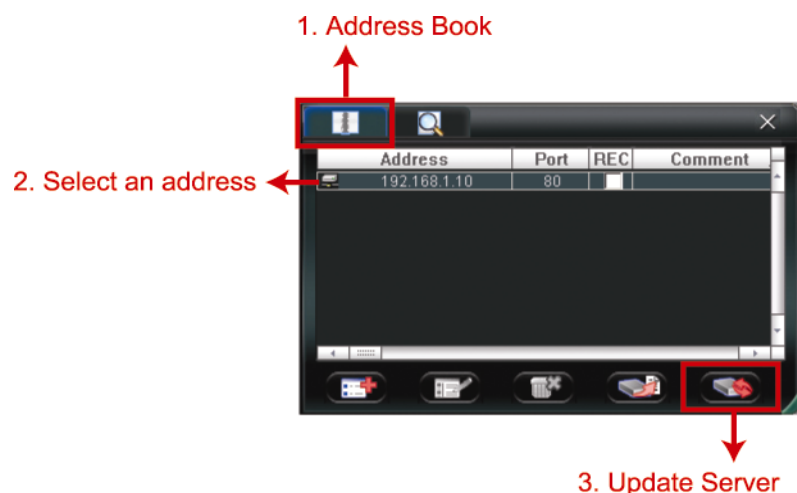 1. Address Book
Address Port REC Comment
2. Select an address
192.168.1.10 80
3. Update Server